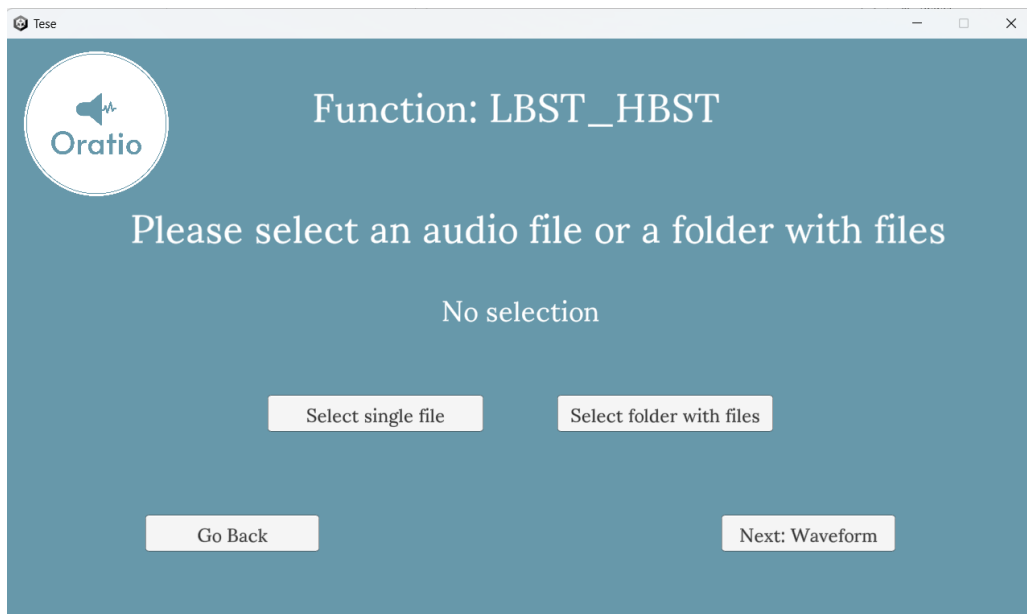 Tese
Oratio
Function: LBST_HBST
Please select an audio file or a folder with files
No selection
Select single file
Select folder with files
Go Back
Next: Waveform